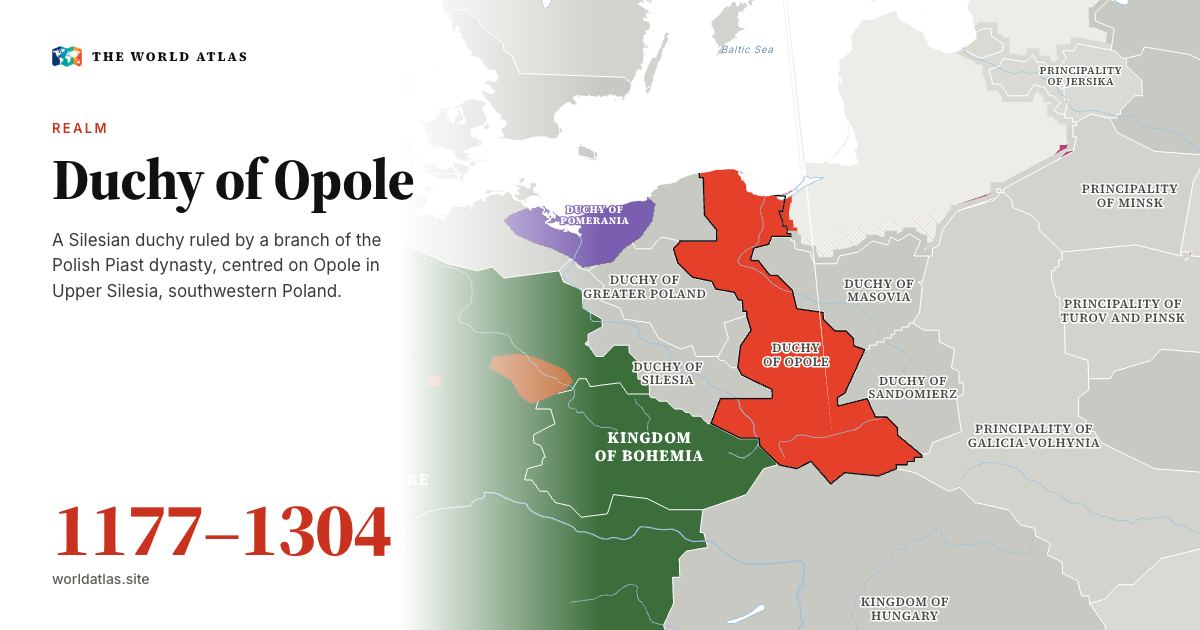 THE WORLD ATLAS
REALM
Duchy of Opole
A Silesian duchy ruled by a branch of the
Polish Piast dynasty, centred on Opole in
Upper Silesia, southwestern Poland.
1177–1304
worldatlas.site
Baltic Sea
PRINCIPALITY
OF JERSIKA
PRINCIPALITY
OF MINSK
DUCHY OF
POMERANIA
DUCHY OF
GREATER POLAND
DUCHY OF
MASOVIA
PRINCIPALITY OF
TUROV AND PINSK
DUCHY
OF OPOLE
DUCHY OF
SILESIA
DUCHY OF
SANDOMIERZ
KINGDOM
OF BOHEMIA
PRINCIPALITY OF
GALICIA-VOLHYNIA
KINGDOM OF
HUNGARY